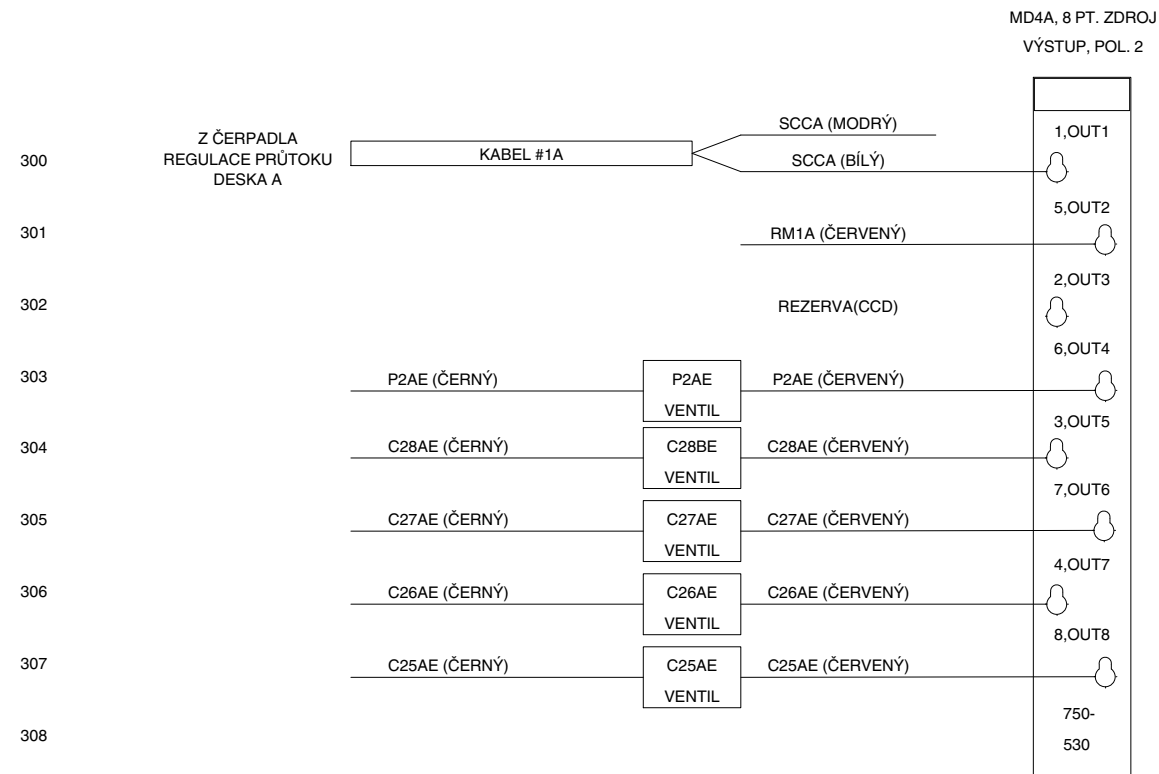 MD4A, 8 PT. ZDROJ
VÝSTUP, POL. 2
SCCA (MODRÝ)
1,OUT1
Z ČERPADLA
300
REGULACE PRŮTOKU
KABEL #1A
SCCA (BÍLÝ)
DESKA A
5,OUT2
301
RM1A (ČERVENÝ)
2,OUT3
302
REZERVA(CCD)
6,OUT4
303
P2AE (ČERNÝ)
P2AE
P2AE (ČERVENÝ)
VENTIL
3,OUT5
304
C28AE (ČERNÝ)
C28BE
C28AE (ČERVENÝ)
VENTIL
7,OUT6
305
C27AE (ČERNÝ)
C27AE
C27AE (ČERVENÝ)
VENTIL
4,OUT7
306
C26AE (ČERNÝ)
C26AE
C26AE (ČERVENÝ)
VENTIL
8,OUT8
307
C25AE (ČERNÝ)
C25AE
C25AE (ČERVENÝ)
VENTIL
750-
308
530